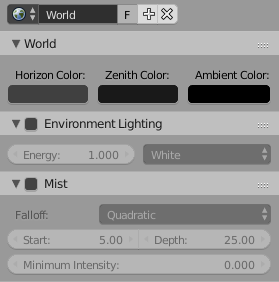 World F
World
Horizon Color: Zenith Color: Ambient Color:
Environment Lighting
Energy: 1.000 White
Mist
Falloff: Quadratic
Start: 5.00 Depth: 25.00
Minimum Intensity: 0.000